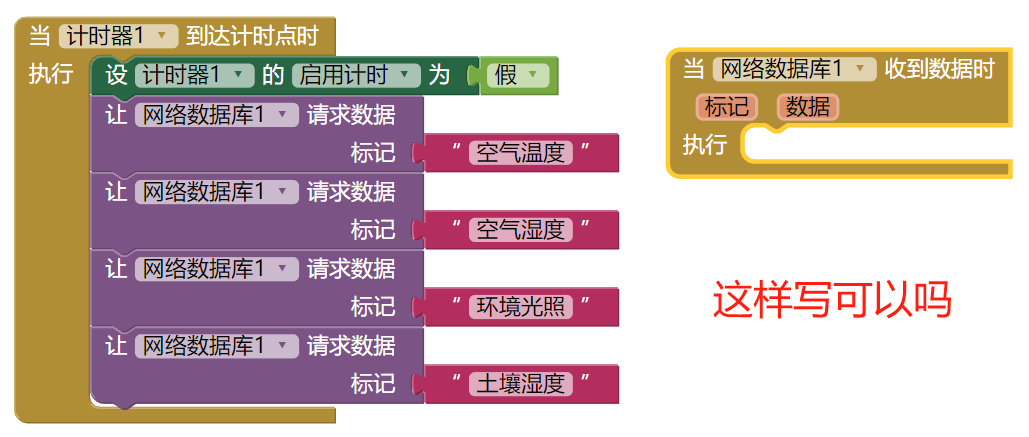 当 计时器1 到达计时点时
执行 设 计时器1 的 启用计时 为 假
让 网络数据库1 请求数据
标记 “ 空气温度 ”
让 网络数据库1 请求数据
标记 “ 空气湿度 ”
让 网络数据库1 请求数据
标记 “ 环境光照 ”
让 网络数据库1 请求数据
标记 “ 土壤湿度 ”
当 网络数据库1 收到数据时
标记 数据
执行
这样写可以吗